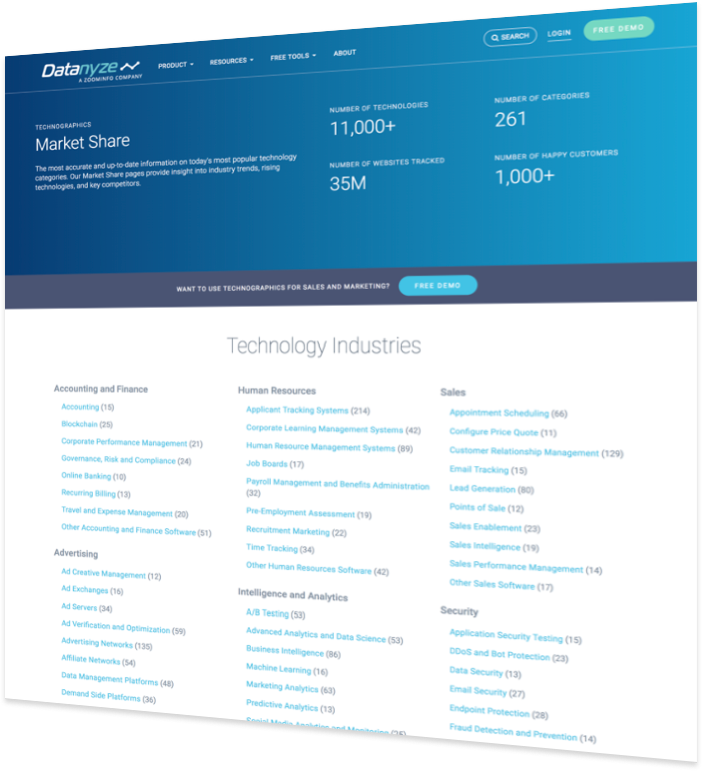 Datanyze
A ZOOMINFO COMPANY
PRODUCT
RESOURCES
FREE TOOLS
ABOUT
SEARCH
LOGIN
FREE DEMO
TECHNOGRAPHICS
Market Share
The most accurate and up-to-date information on today's most popular technology
categories. Our Market Share pages provide insight into industry trends, rising
technologies, and key competitors.
NUMBER OF TECHNOLOGIES
11,000+
NUMBER OF CATEGORIES
261
NUMBER OF WEBSITES TRACKED
35M
NUMBER OF HAPPY CUSTOMERS
1,000+
WANT TO USE TECHNOGRAPHICS FOR SALES AND MARKETING?
FREE DEMO
Technology Industries
Accounting and Finance
Accounting (15)
Blockchain (25)
Corporate Performance Management (21)
Governance, Risk and Compliance (24)
Online Banking (10)
Recurring Billing (13)
Travel and Expense Management (20)
Other Accounting and Finance Software (51)
Advertising
Ad Creative Management (12)
Ad Exchanges (16)
Ad Servers (34)
Ad Verification and Optimization (59)
Advertising Networks (135)
Affiliate Networks (54)
Data Management Platforms (48)
Demand Side Platforms (36)
Human Resources
Applicant Tracking Systems (214)
Corporate Learning Management Systems (42)
Human Resource Management Systems (89)
Job Boards (17)
Payroll Management and Benefits Administration
(32)
Pre-Employment Assessment (19)
Recruitment Marketing (22)
Time Tracking (34)
Other Human Resources Software (42)
Intelligence and Analytics
A/B Testing (53)
Advanced Analytics and Data Science (53)
Business Intelligence (86)
Machine Learning (16)
Marketing Analytics (63)
Predictive Analytics (13)
Social Media Analytics and Monitoring
Sales
Appointment Scheduling (66)
Configure Price Quote (11)
Customer Relationship Management (129)
Email Tracking (15)
Lead Generation (80)
Points of Sale (12)
Sales Enablement (23)
Sales Intelligence (19)
Sales Performance Management (14)
Other Sales Software (17)
Security
Application Security Testing (15)
DDoS and Bot Protection (23)
Data Security (13)
Email Security (27)
Endpoint Protection (28)
Fraud Detection and Prevention (14)